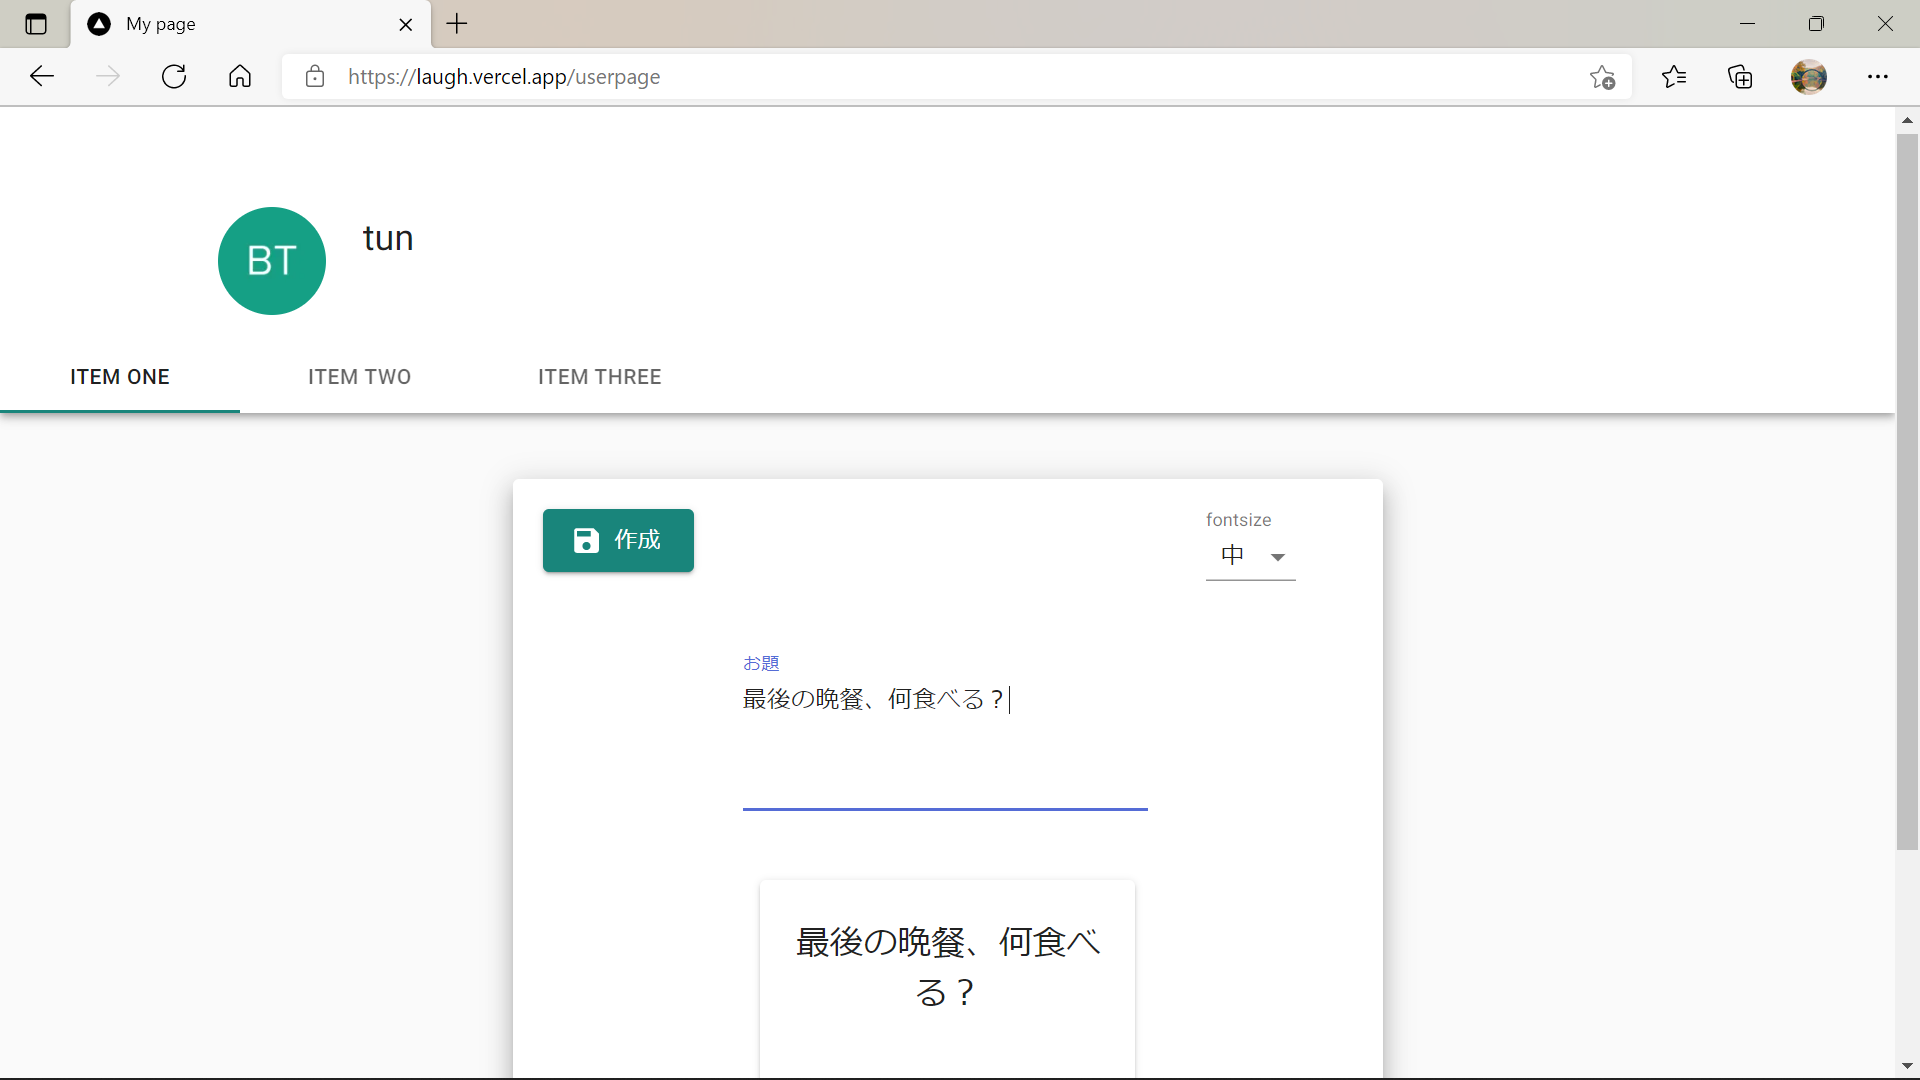 My page
https://laugh.vercel.app/userpage
BT
tun
ITEM ONE
ITEM TWO
ITEM THREE
作成
fontsize
中
お題
最後の晩餐、何食べる？
最後の晩餐、何食べ
る？